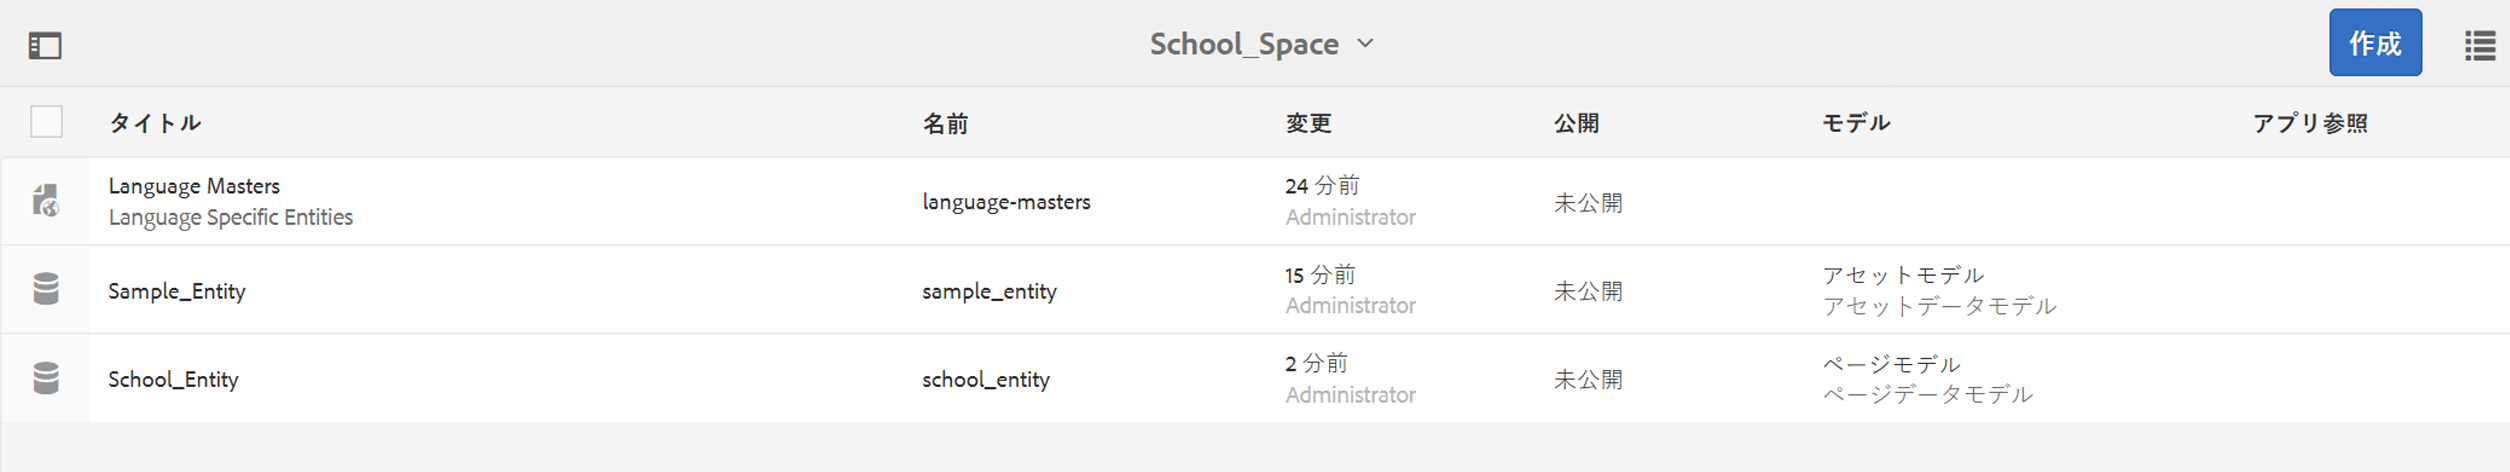 School_Space
作成
タイトル 名前 変更 公開 モデル アプリ参照
Language Masters
Language Specific Entities
language-masters
24 分前
Administrator
未公開
Sample_Entity
sample_entity
15 分前
Administrator
未公開
アセットモデル
アセットデータモデル
School_Entity
school_entity
2 分前
Administrator
未公開
ページモデル
ページデータモデル